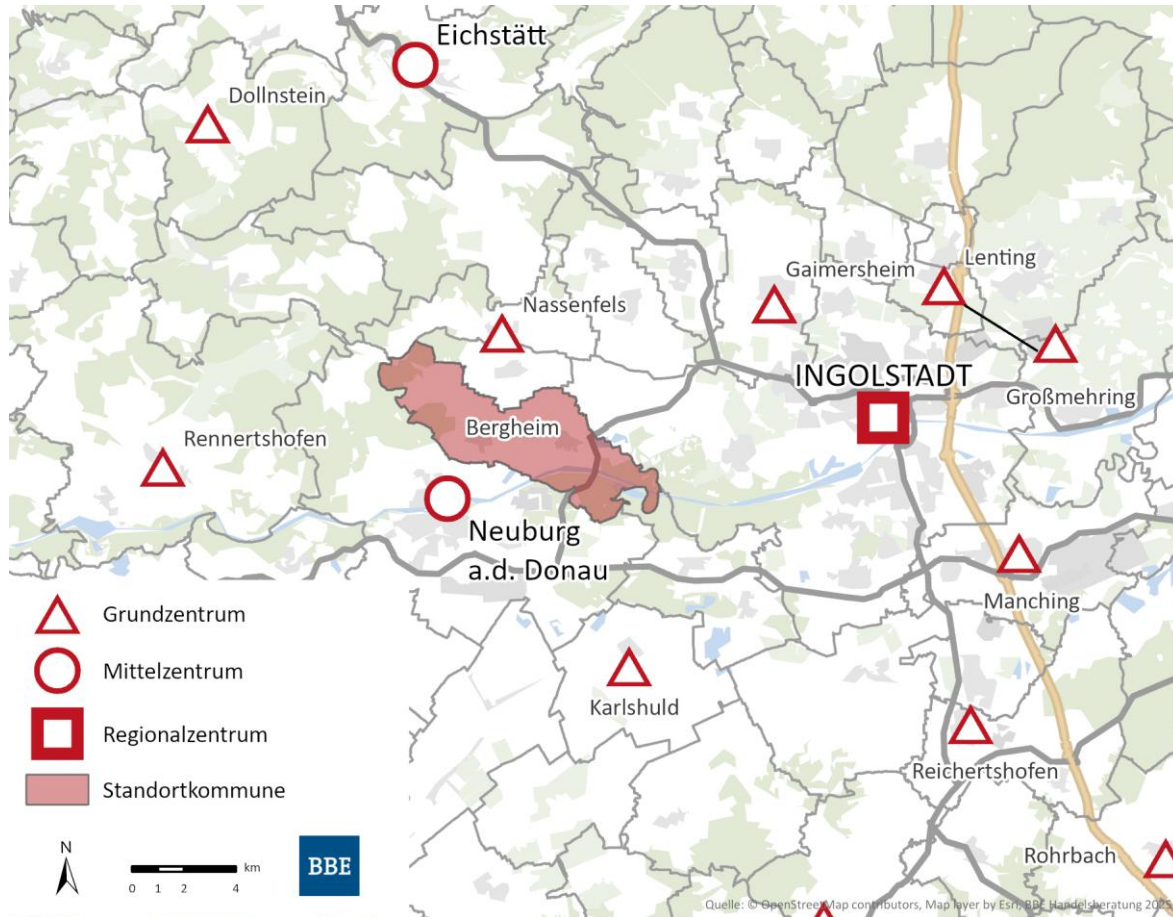 Eichstätt
Dollnstein
Lenting
Gaimersheim
Nassenfels
INGOLSTADT
Großmehring
Bergheim
Rennertshofen
Neuburg
a.d. Donau
Manching
Grundzentrum
Mittelzentrum
Karlshuld
Regionalzentrum
Reichertshofen
Standortkommune
N
BBE
km
0 1 2 4
Rohrbach
Quelle: © OpenStreetMap contributors, Map layer by Esri, BBE Handelsberatung